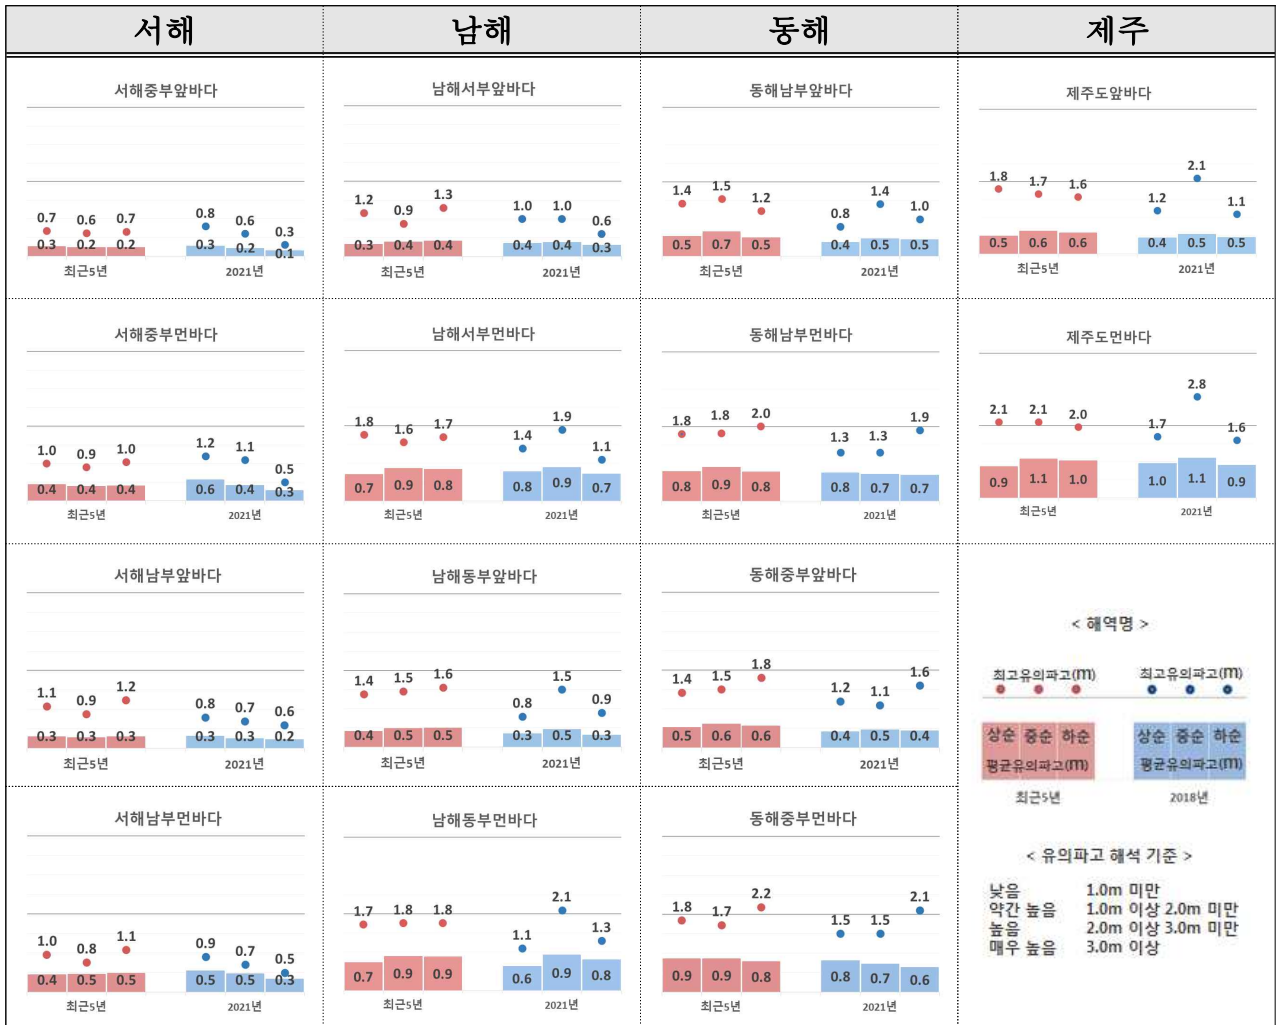 서해 남해 동해 제주
서해중부앞바다
0.7 0.6 0.7 0.8 0.6 0.3
0.3 0.2 0.2 0.3 0.2 0.1
최근5년 2021년
남해서부앞바다
1.2 0.9 1.3 1.0 1.0 0.6
0.3 0.4 0.4 0.4 0.4 0.3
최근5년 2021년
동해남부앞바다
1.4 1.5 1.2 0.8 1.4 1.0
0.5 0.7 0.5 0.4 0.5 0.5
최근5년 2021년
제주도앞바다
1.8 1.7 1.6 1.2 2.1 1.1
0.5 0.6 0.6 0.4 0.5 0.5
최근5년 2021년
서해중부먼바다
1.0 0.9 1.0 1.2 1.1 0.5
0.4 0.4 0.4 0.6 0.4 0.3
최근5년 2021년
남해서부먼바다
1.8 1.6 1.7 1.4 1.9 1.1
0.7 0.9 0.8 0.8 0.9 0.7
최근5년 2021년
동해남부먼바다
1.8 1.8 2.0 1.3 1.3 1.9
0.8 0.9 0.8 0.8 0.7 0.7
최근5년 2021년
제주도먼바다
2.1 2.1 2.0 1.7 2.8 1.6
0.9 1.1 1.0 1.0 1.1 0.9
최근5년 2021년
서해남부앞바다
1.1 0.9 1.2 0.8 0.7 0.6
0.3 0.3 0.3 0.3 0.3 0.2
최근5년 2021년
남해동부앞바다
1.4 1.5 1.6 0.8 1.5 0.9
0.4 0.5 0.5 0.3 0.5 0.3
최근5년 2021년
동해중부앞바다
1.4 1.5 1.8 1.2 1.1 1.6
0.5 0.6 0.6 0.4 0.5 0.4
최근5년 2021년
< 해역명 >
최고유의파고(m) 최고유의파고(m)
상순 중순 하순 상순 중순 하순
평균유의파고(m) 평균유의파고(m)
최근5년 2018년
서해남부먼바다
1.0 0.8 1.1 0.9 0.7 0.5
0.4 0.5 0.5 0.5 0.5 0.3
최근5년 2021년
남해동부먼바다
1.7 1.8 1.8 1.1 2.1 1.3
0.7 0.9 0.9 0.6 0.9 0.8
최근5년 2021년
동해중부먼바다
1.8 1.7 2.2 1.5 1.5 2.1
0.9 0.9 0.8 0.8 0.7 0.6
최근5년 2021년
< 유의파고 해석 기준 >
낮음 1.0m 미만
약간 높음 1.0m 이상 2.0m 미만
높음 2.0m 이상 3.0m 미만
매우 높음 3.0m 이상